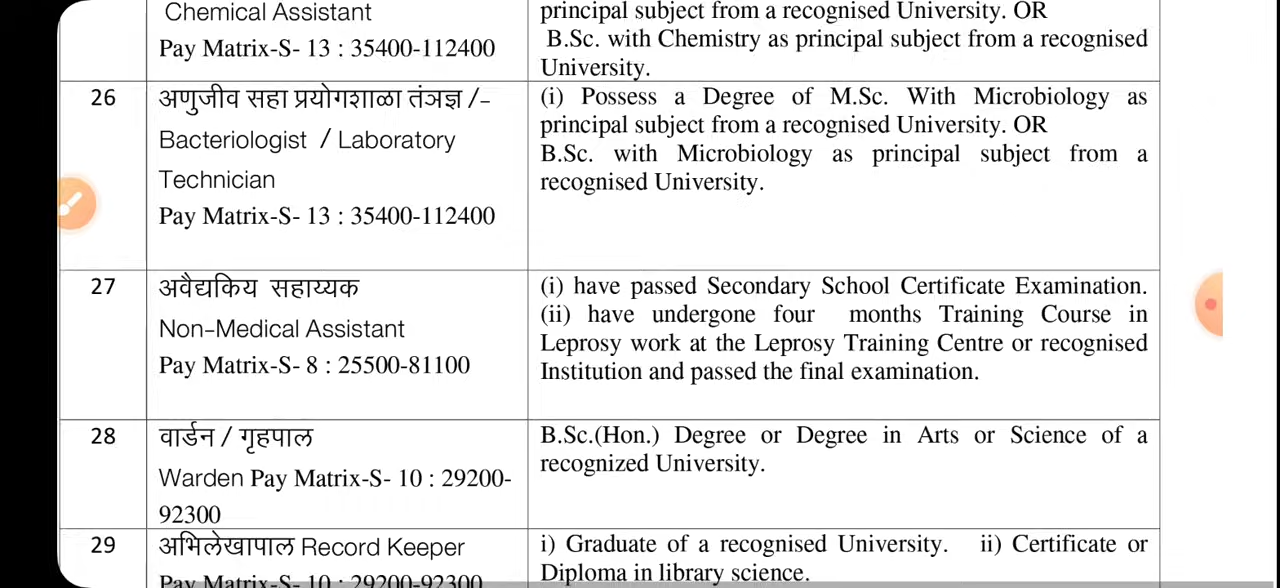 Chemical Assistant
Pay Matrix-S- 13 : 35400-112400
principal subject from a recognised University. OR
B.Sc. with Chemistry as principal subject from a recognised
University.
26
अणुजीव सहा प्रयोगशाळा तंञज्ञ /-
Bacteriologist / Laboratory
Technician
Pay Matrix-S- 13 : 35400-112400
(i) Possess a Degree of M.Sc. With Microbiology as
principal subject from a recognised University. OR
B.Sc. with Microbiology as principal subject from a
recognised University.
27
अवैद्यकिय सहाय्यक
Non-Medical Assistant
Pay Matrix-S- 8 : 25500-81100
(i) have passed Secondary School Certificate Examination.
(ii) have undergone four months Training Course in
Leprosy work at the Leprosy Training Centre or recognised
Institution and passed the final examination.
28
वार्डन / गृहपाल
Warden Pay Matrix-S- 10 : 29200-
92300
B.Sc.(Hon.) Degree or Degree in Arts or Science of a
recognized University.
29
अभिलेखापाल Record Keeper
Pay Matrix-S- 10 : 29200-92300
i) Graduate of a recognised University. ii) Certificate or
Diploma in library science.